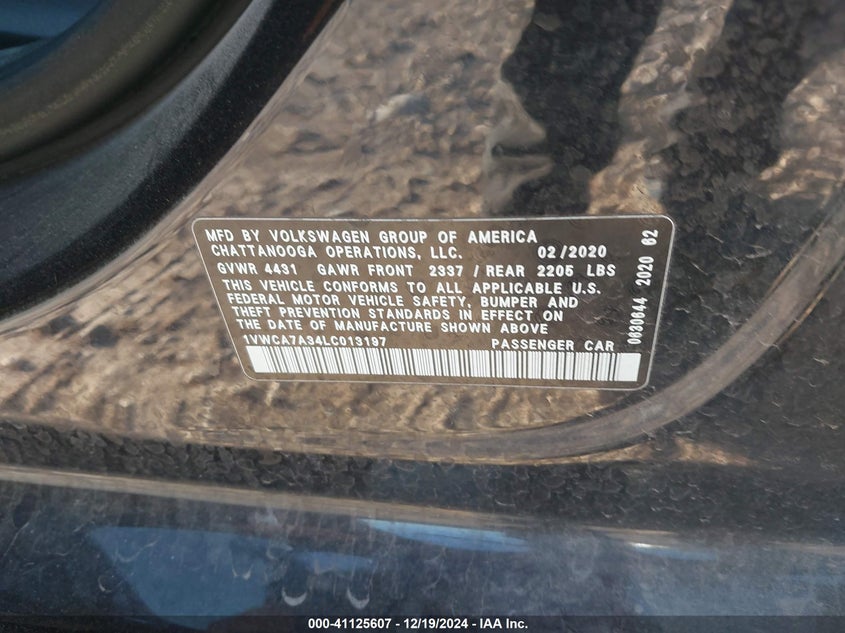 MFD BY VOLKSWAGEN GROUP OF AMERICA
CHATTANOOGA OPERATIONS, LLC. 02/2020
GVWR 4431 GAWR FRONT 2337 / REAR 2205 LBS
THIS VEHICLE CONFORMS TO ALL APPLICABLE U.S.
FEDERAL MOTOR VEHICLE SAFETY, BUMPER AND
THEFT PREVENTION STANDARDS IN EFFECT ON
THE DATE OF MANUFACTURE SHOWN ABOVE
1VWCA7A34LC013197 PASSENGER CAR
0630644 2020 62
000-41125607 - 12/19/2024 - IAA Inc.